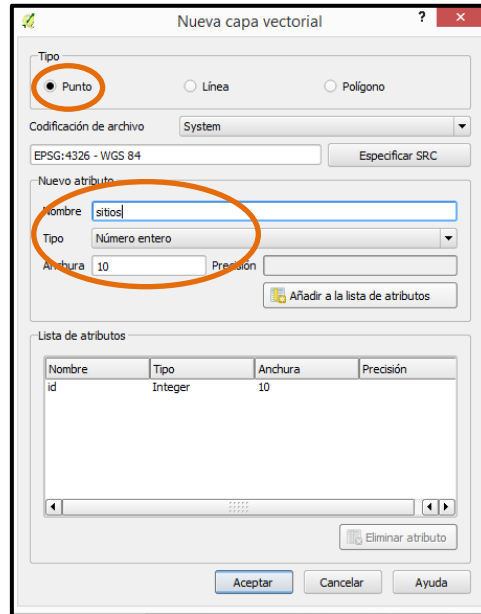 Nueva capa vectorial ? ×
Tipo
Punto Línea Polígono
Codificación de archivo System
EPSG:4326 - WGS 84 Especificar SRC
Nuevo atributo
Nombre sitios
Tipo Número entero
Anchura 10 Precisión
Añadir a la lista de atributos
Lista de atributos
Nombre Tipo Anchura Precisión
id Integer 10
Eliminar atributo
Aceptar Cancelar Ayuda